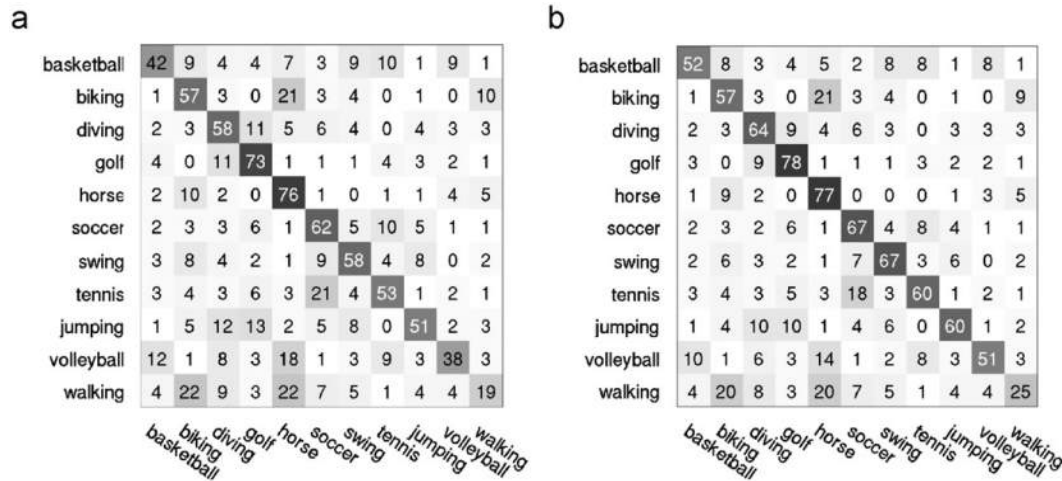 a
basketball 42 9 4 4 7 3 9 10 1 9 1
biking 1 57 3 0 21 3 4 0 1 0 10
diving 2 3 58 11 5 6 4 0 4 3 3
golf 4 0 11 73 1 1 1 4 3 2 1
horse 2 10 2 0 76 1 0 1 1 4 5
soccer 2 3 3 6 1 62 5 10 5 1 1
swing 3 8 4 2 1 9 58 4 8 0 2
tennis 3 4 3 6 3 21 4 53 1 2 1
jumping 1 5 12 13 2 5 8 0 51 2 3
volleyball 12 1 8 3 18 1 3 9 3 38 3
walking 4 22 9 3 22 7 5 1 4 4 19
basketball biking diving golf horse soccer swing tennis jumping volleyball walking
b
basketball 52 8 3 4 5 2 8 8 1 8 1
biking 1 57 3 0 21 3 4 0 1 0 9
diving 2 3 64 9 4 6 3 0 3 3 3
golf 3 0 9 78 1 1 1 3 2 2 1
horse 1 9 2 0 77 0 0 0 1 3 5
soccer 2 3 2 6 1 67 4 8 4 1 1
swing 2 6 3 2 1 7 67 3 6 0 2
tennis 3 4 3 5 3 18 3 60 1 2 1
jumping 1 4 10 10 1 4 6 0 60 1 2
volleyball 10 1 6 3 14 1 2 8 3 51 3
walking 4 20 8 3 20 7 5 1 4 4 25
basketball biking diving golf horse soccer swing tennis jumping volleyball walking